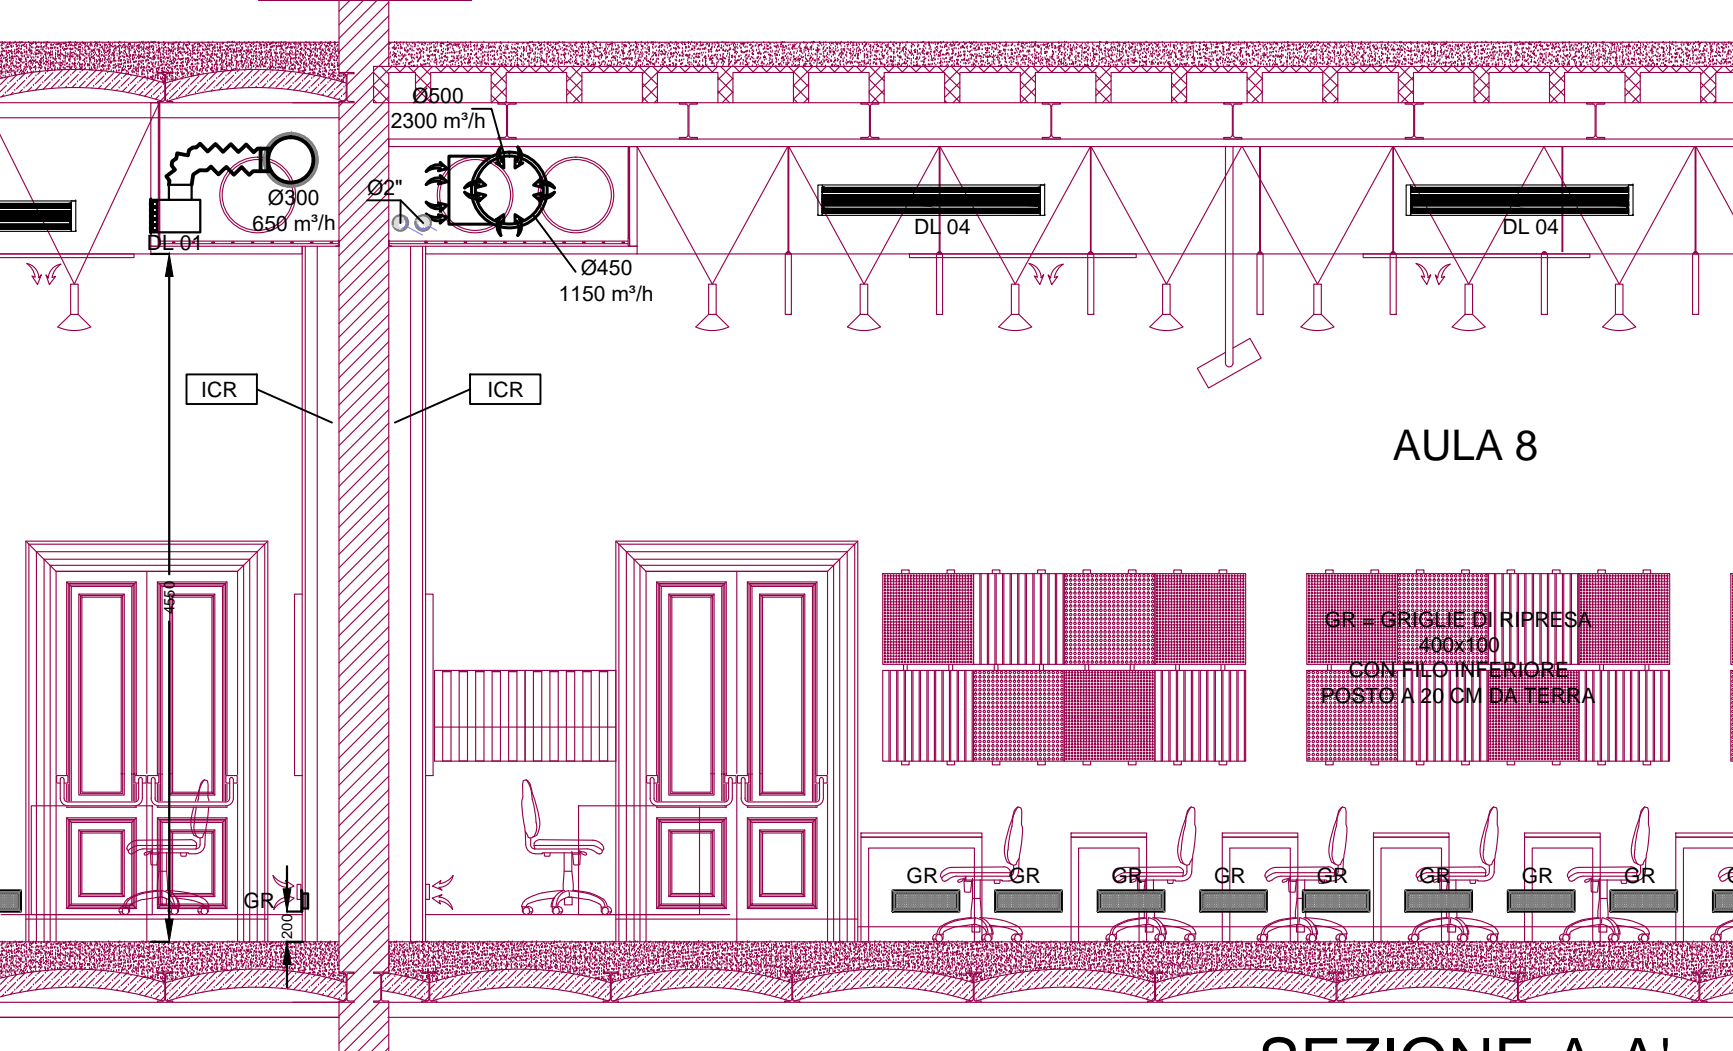 Ø500
2300 m³/h
Ø300
650 m³/h
DL 01
Ø2"
Ø450
1150 m³/h
DL 04
DL 04
ICR
ICR
AULA 8
4550
GR = GRIGLIE DI RIPRESA
400x100
CON FILO INFERIORE
POSTO A 20 CM DA TERRA
GR
200
GR
GR
GR
GR
GR
GR
GR
GR
SEZIONE A-A'